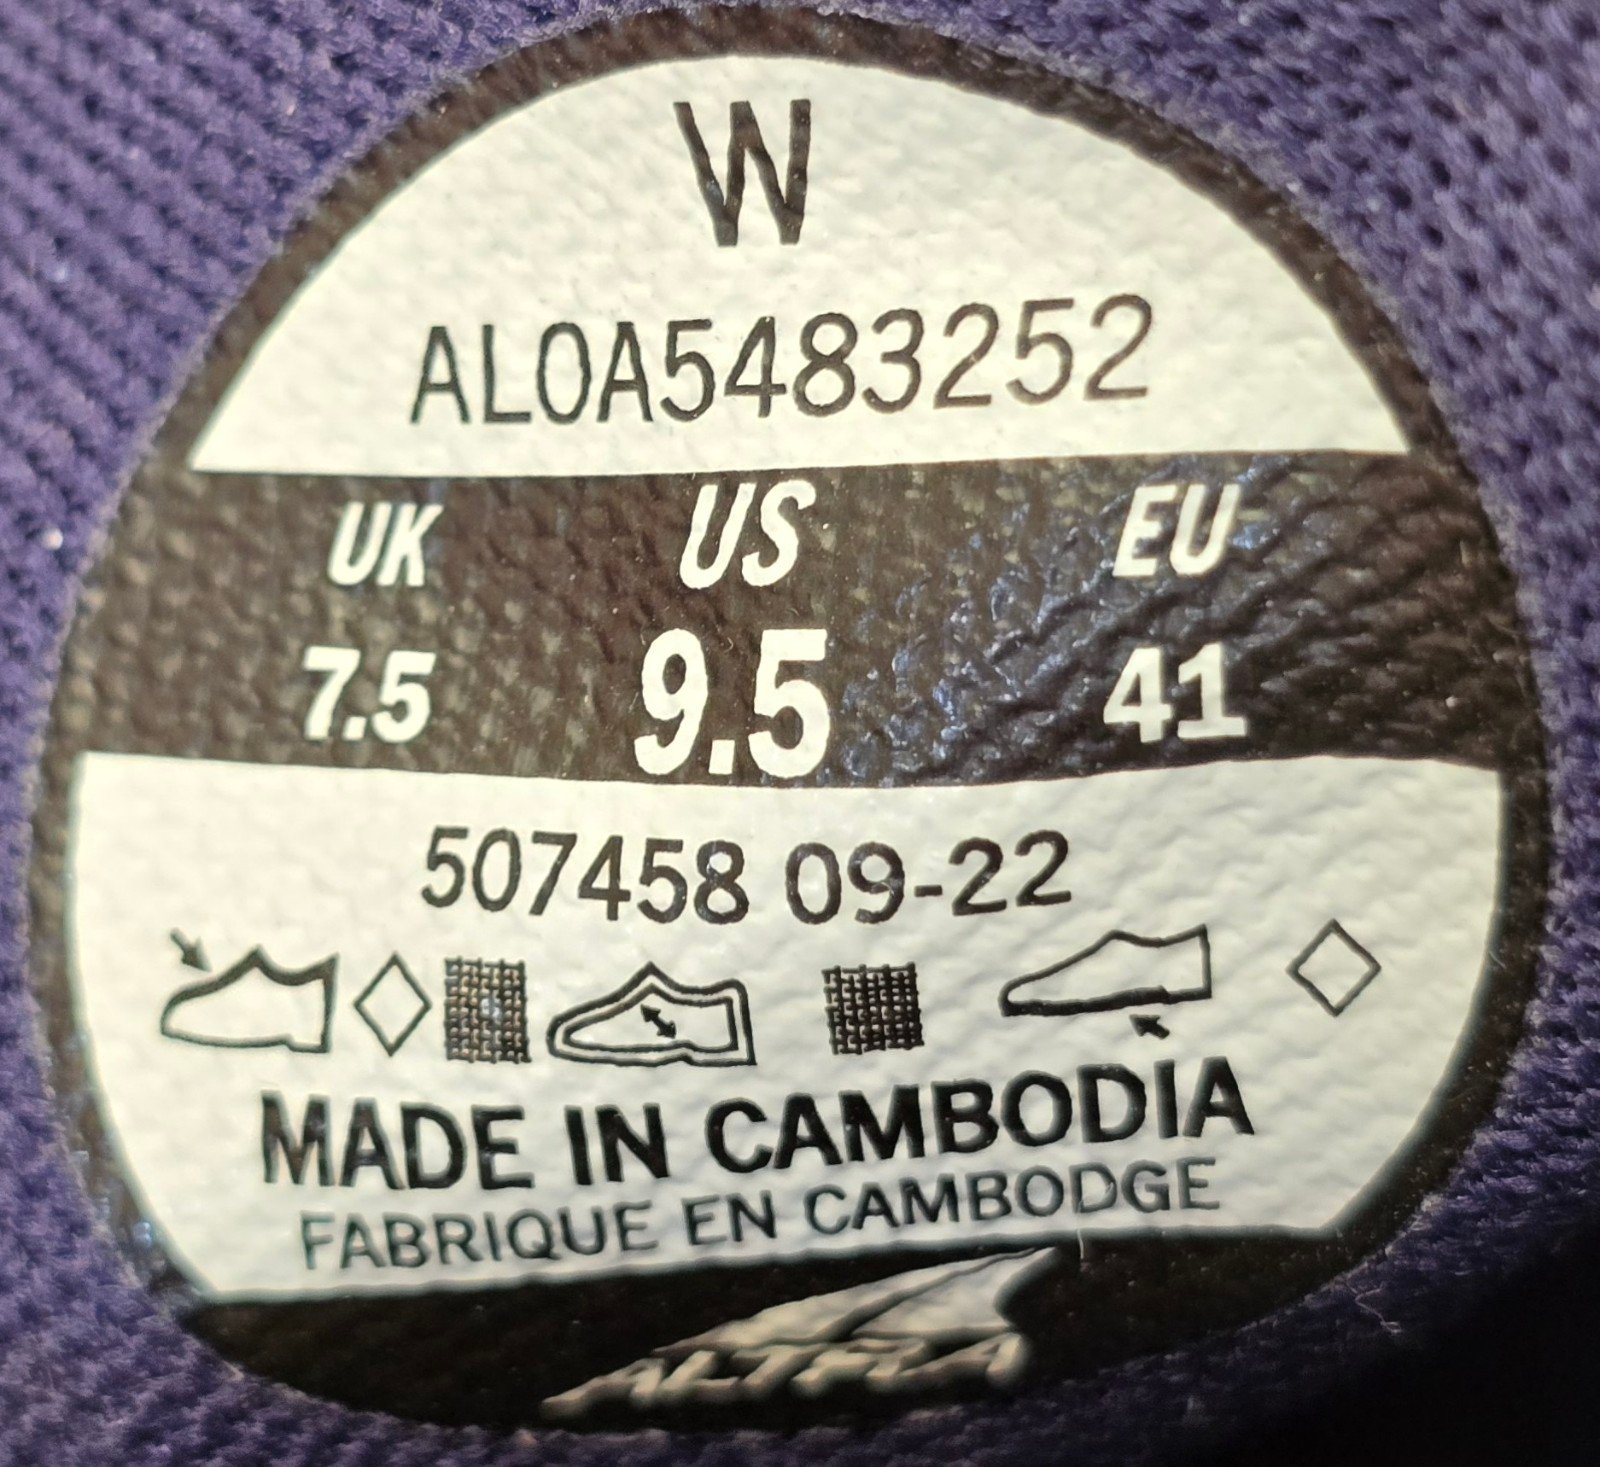 W
AL0A5483252
UK US EU
7.5 9.5 41
507458 09-22
MADE IN CAMBODIA
FABRIQUE EN CAMBODGE
ALTRA